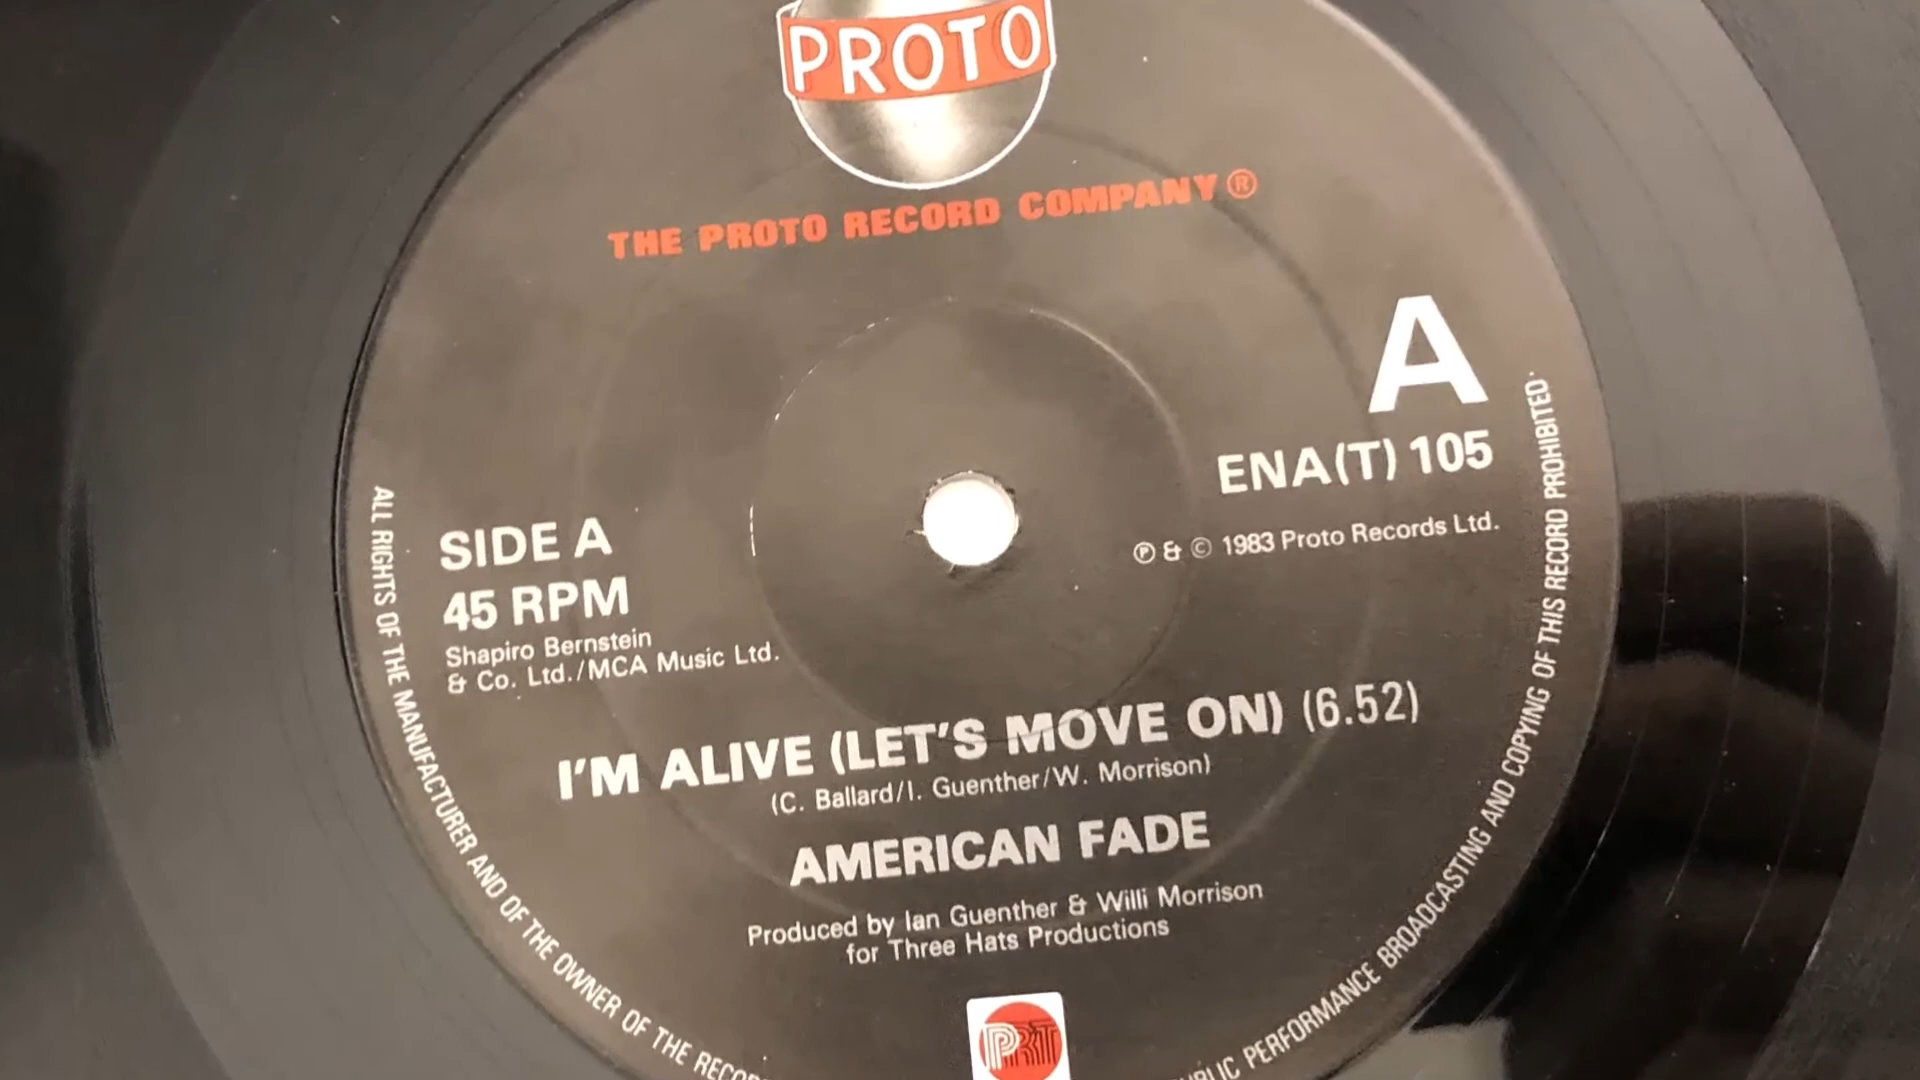 PROTO
THE PROTO RECORD COMPANY®
A
ENA(T) 105
℗ & © 1983 Proto Records Ltd.
SIDE A
45 RPM
Shapiro Bernstein
& Co. Ltd./MCA Music Ltd.
I'M ALIVE (LET'S MOVE ON) (6.52)
(C. Ballard/I. Guenther/W. Morrison)
AMERICAN FADE
Produced by Ian Guenther & Willi Morrison
for Three Hats Productions
PRT
ALL RIGHTS OF THE MANUFACTURER AND OF THE OWNER OF THE
PERFORMANCE BROADCASTING AND COPYING OF THIS RECORD PROHIBITED.